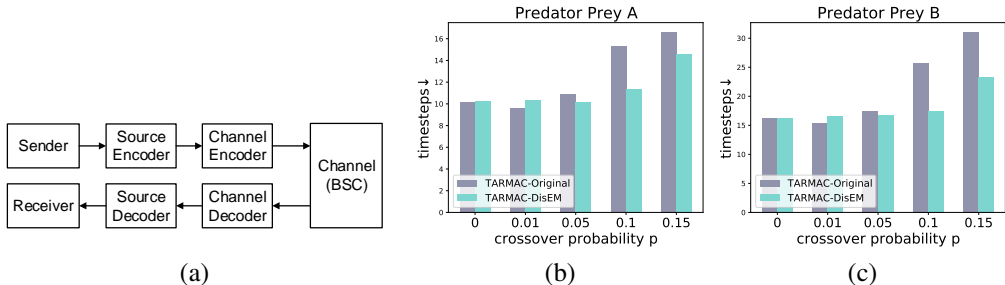 Sender
Source
Encoder
Channel
Encoder
Channel
(BSC)
Receiver
Source
Decoder
Channel
Decoder
(a)
Predator Prey A
timesteps↓
16
14
12
10
8
6
4
2
0
TARMAC-Original
TARMAC-DisEM
0 0.01 0.05 0.1 0.15
crossover probability p
(b)
Predator Prey B
timesteps↓
30
25
20
15
10
5
0
TARMAC-Original
TARMAC-DisEM
0 0.01 0.05 0.1 0.15
crossover probability p
(c)